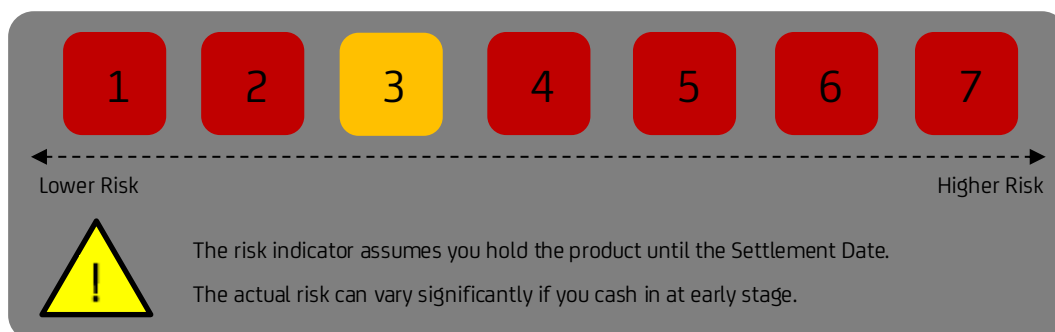 1 2 3 4 5 6 7
Lower Risk Higher Risk
!
The risk indicator assumes you hold the product until the Settlement Date.
The actual risk can vary significantly if you cash in at early stage.